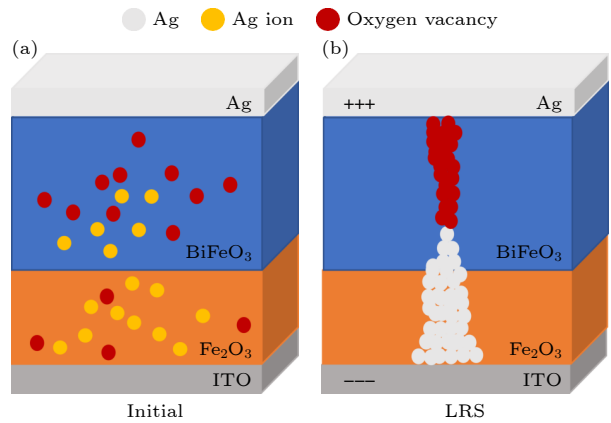 Ag Ag ion Oxygen vacancy
(a) (b)
Ag
BiFeO₃
Fe₂O₃
ITO
Initial
+++ Ag
BiFeO₃
Fe₂O₃
−−− ITO
LRS